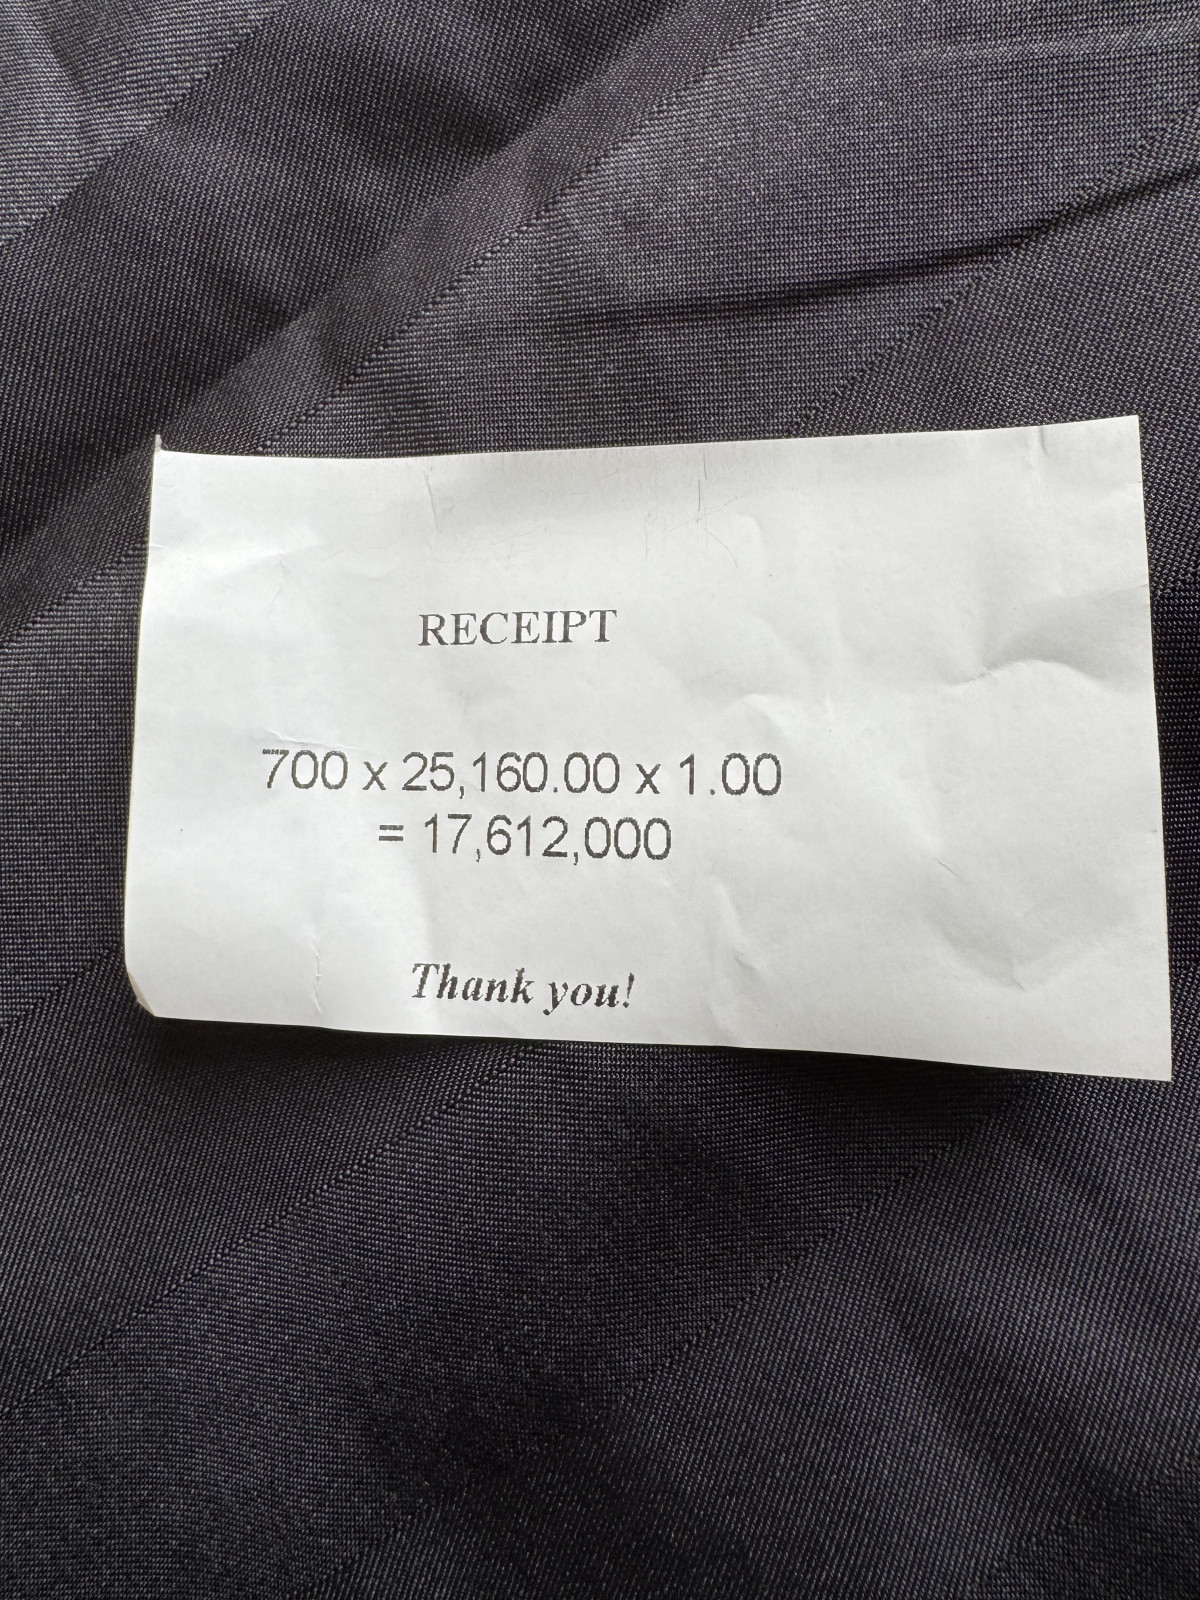 RECEIPT
700 x 25,160.00 x 1.00
= 17,612,000
Thank you!